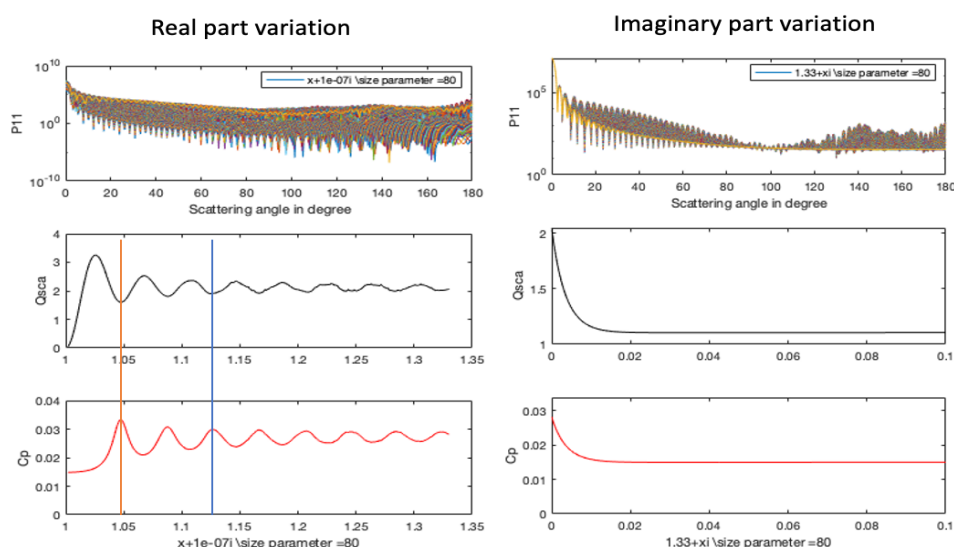 Real part variation
Imaginary part variation
10^10
10^0
10^-10
P11
x+1e-07i \size parameter =80
0 20 40 60 80 100 120 140 160 180
Scattering angle in degree
10^5
10^0
P11
1.33+xi \size parameter =80
0 20 40 60 80 100 120 140 160 180
Scattering angle in degree
4
3
2
1
0
Qsca
1 1.05 1.1 1.15 1.2 1.25 1.3 1.35
2
1.5
1
Qsca
0 0.02 0.04 0.06 0.08 0.1
0.04
0.03
0.02
0.01
0
Cp
1 1.05 1.1 1.15 1.2 1.25 1.3 1.35
x+1e-07i \size parameter =80
0.03
0.02
0.01
0
Cp
0 0.02 0.04 0.06 0.08 0.1
1.33+xi \size parameter =80